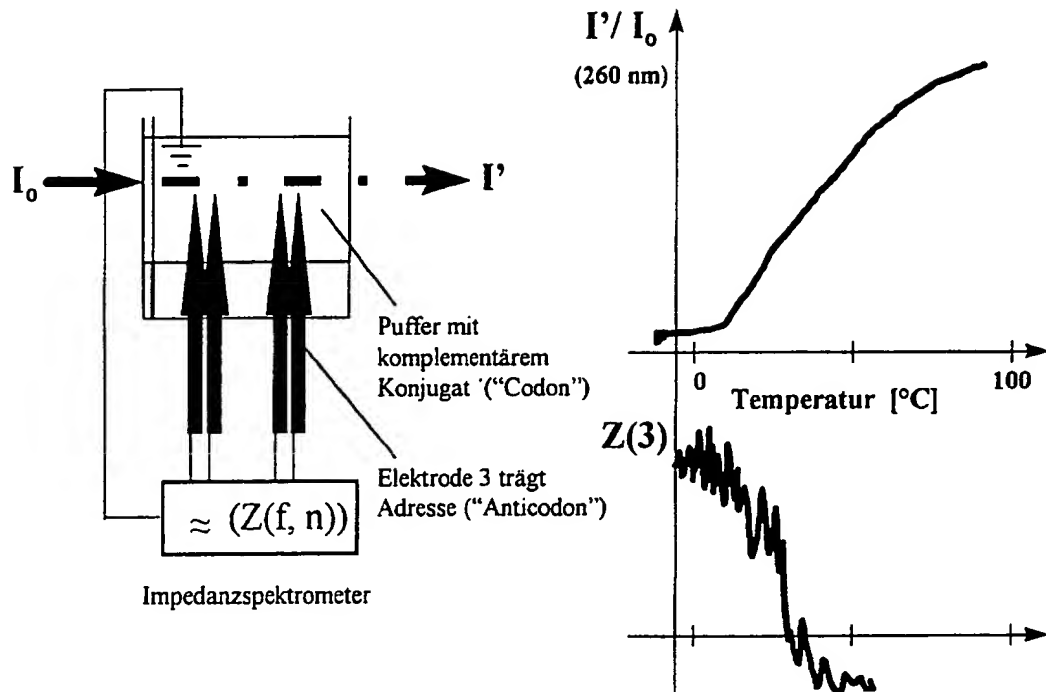 I₀
I'
Puffer mit
komplementärem
Konjugat ("Codon")
Elektrode 3 trägt
Adresse ("Anticodon")
≈ (Z(f, n))
Impedanzspektrometer
I'/ I₀
(260 nm)
0
100
Temperatur [°C]
Z(3)